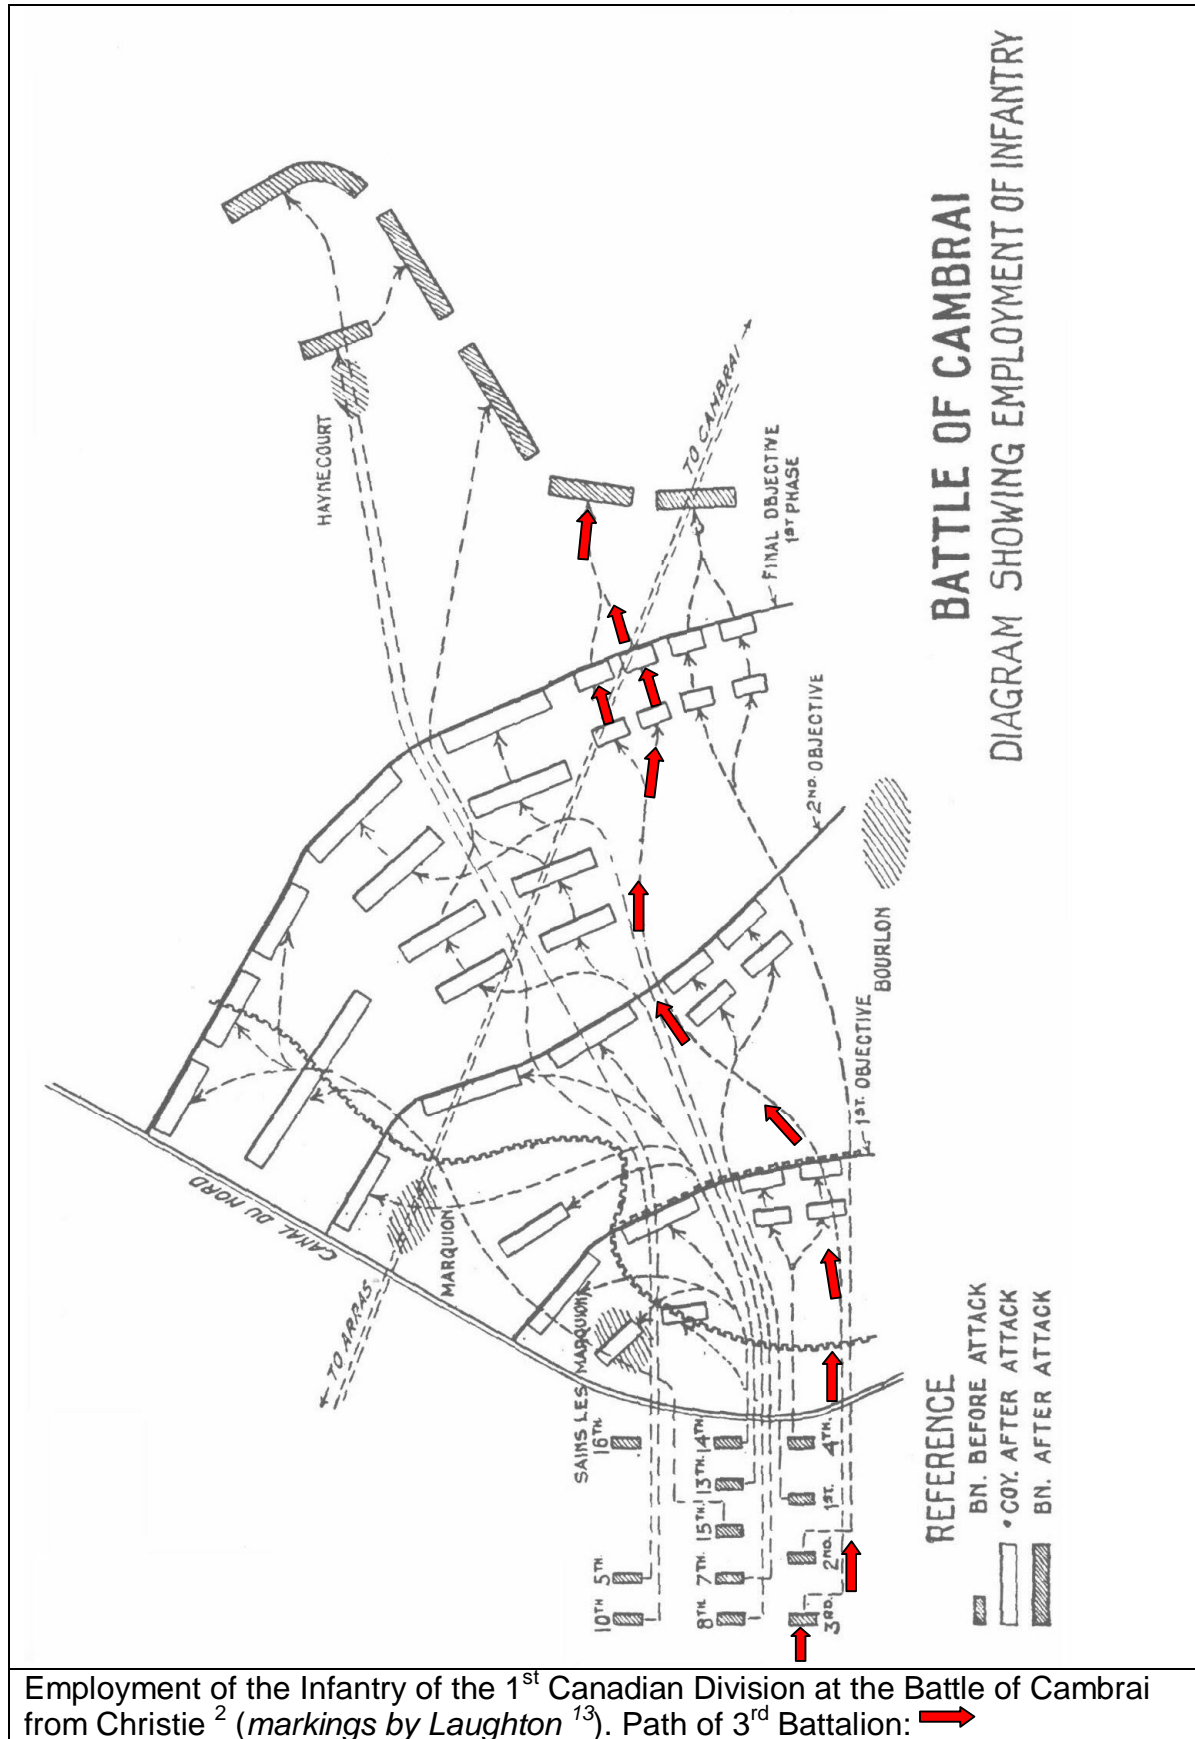 BATTLE OF CAMBRAI
DIAGRAM SHOWING EMPLOYMENT OF INFANTRY
HAYNECOURT
TO CAMBRAI
FINAL OBJECTIVE
1ST PHASE
2ND. OBJECTIVE
BOURLON
1ST. OBJECTIVE
CANAL DU NORD
MARQUION
TO ARRAS
SAINS LES MARQUION
16TH.
14TH.
4TH.
13TH.
1ST.
15TH.
2ND.
5TH.
7TH.
10TH
8TH.
3RD.
REFERENCE
BN. BEFORE ATTACK
•COY. AFTER ATTACK
BN. AFTER ATTACK
Employment of the Infantry of the 1st Canadian Division at the Battle of Cambrai
from Christie 2 (markings by Laughton 13). Path of 3rd Battalion: